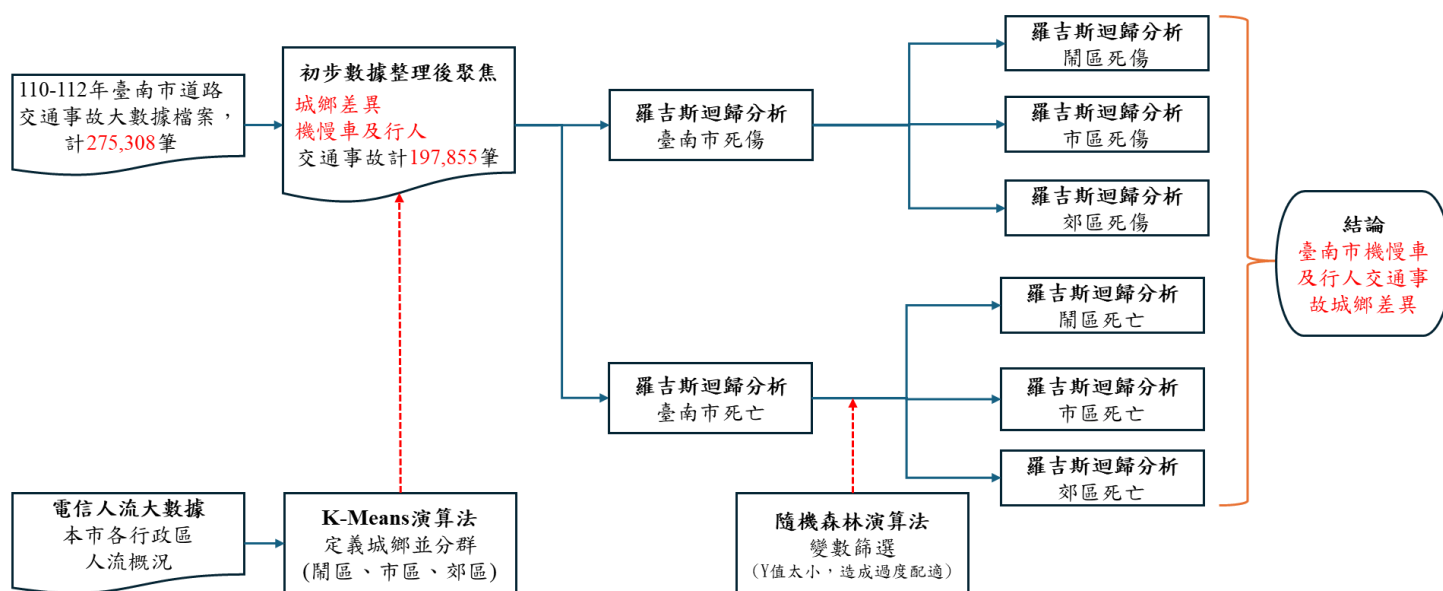 110-112年臺南市道路
交通事故大數據檔案，
計275,308筆
初步數據整理後聚焦
城鄉差異
機慢車及行人
交通事故計197,855筆
羅吉斯迴歸分析
臺南市死傷
羅吉斯迴歸分析
鬧區死傷
羅吉斯迴歸分析
市區死傷
羅吉斯迴歸分析
郊區死傷
羅吉斯迴歸分析
臺南市死亡
羅吉斯迴歸分析
鬧區死亡
羅吉斯迴歸分析
市區死亡
羅吉斯迴歸分析
郊區死亡
結論
臺南市機慢車
及行人交通事
故城鄉差異
電信人流大數據
本市各行政區
人流概況
K-Means演算法
定義城鄉並分群
(鬧區、市區、郊區)
隨機森林演算法
變數篩選
（Y值太小，造成過度配適）